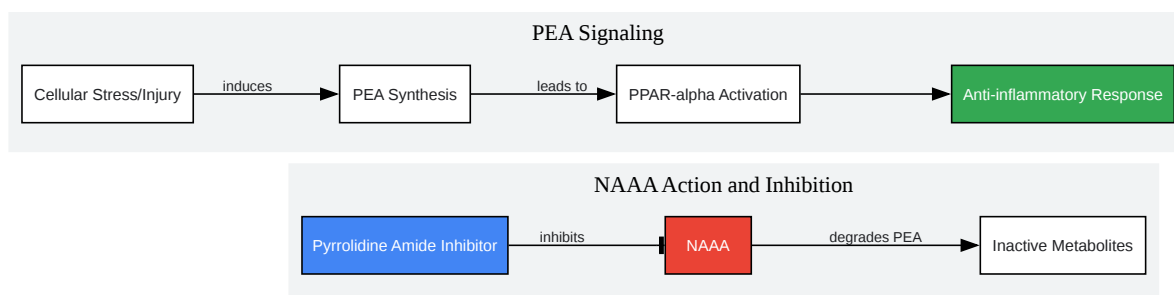 PEA Signaling
Cellular Stress/Injury
induces
PEA Synthesis
leads to
PPAR-alpha Activation
Anti-inflammatory Response
NAAA Action and Inhibition
Pyrrolidine Amide Inhibitor
inhibits
NAAA
degrades PEA
Inactive Metabolites